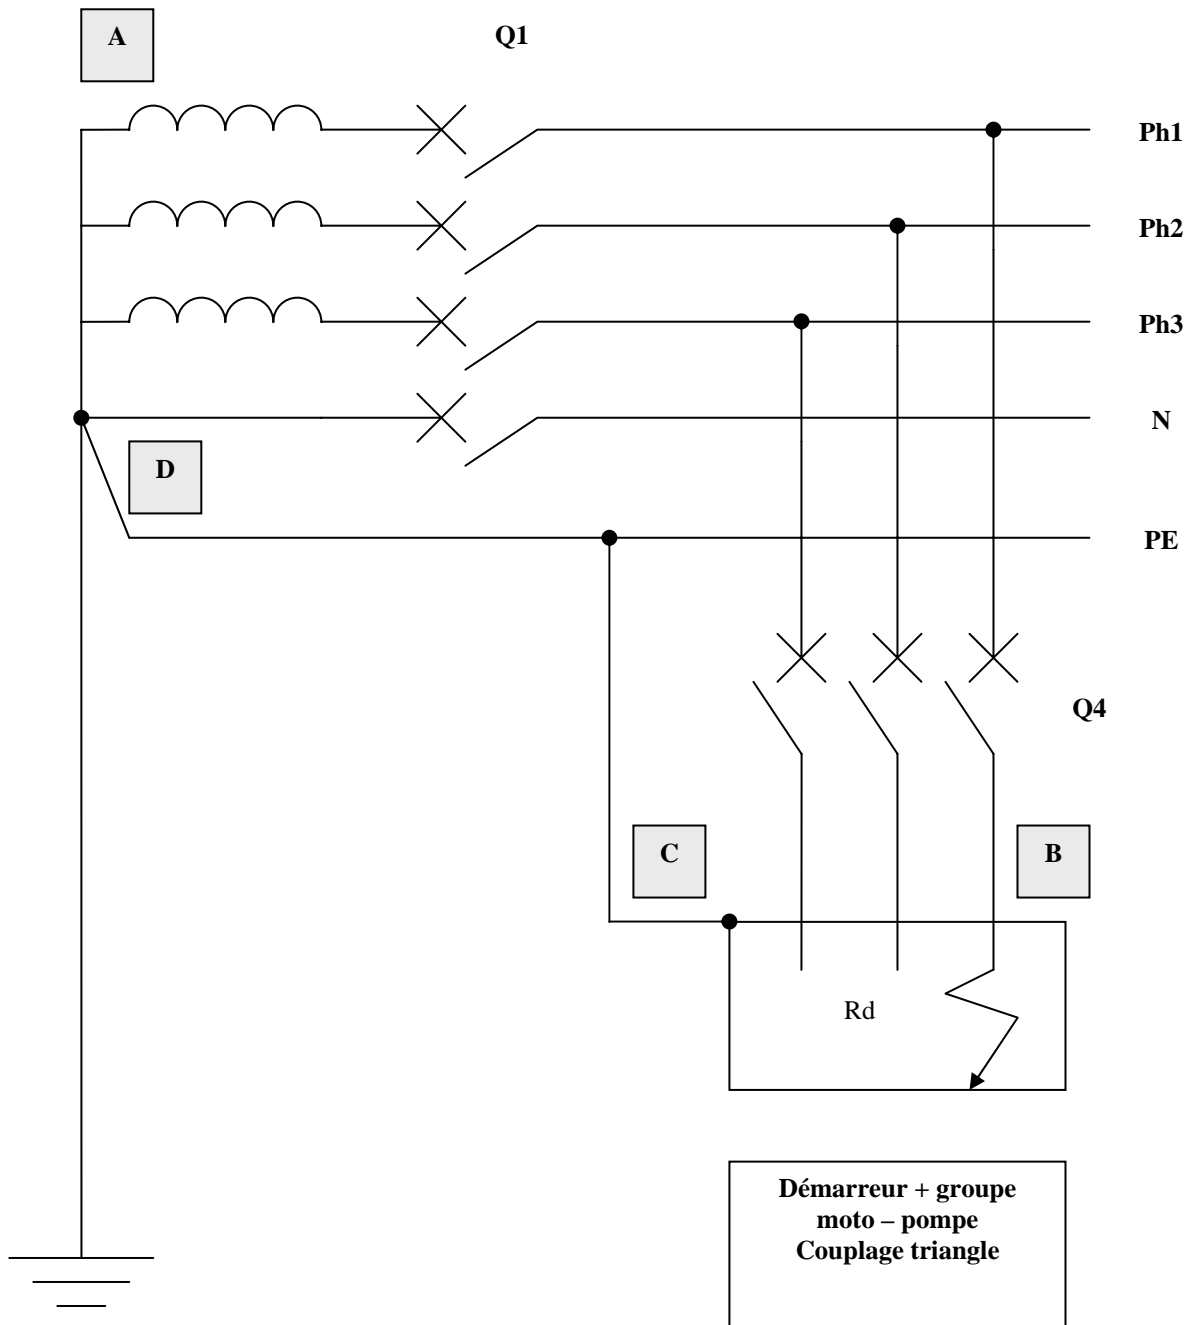 A
Q1
Ph1
Ph2
Ph3
N
D
PE
Q4
C
B
Rd
Démarreur + groupe
moto – pompe
Couplage triangle